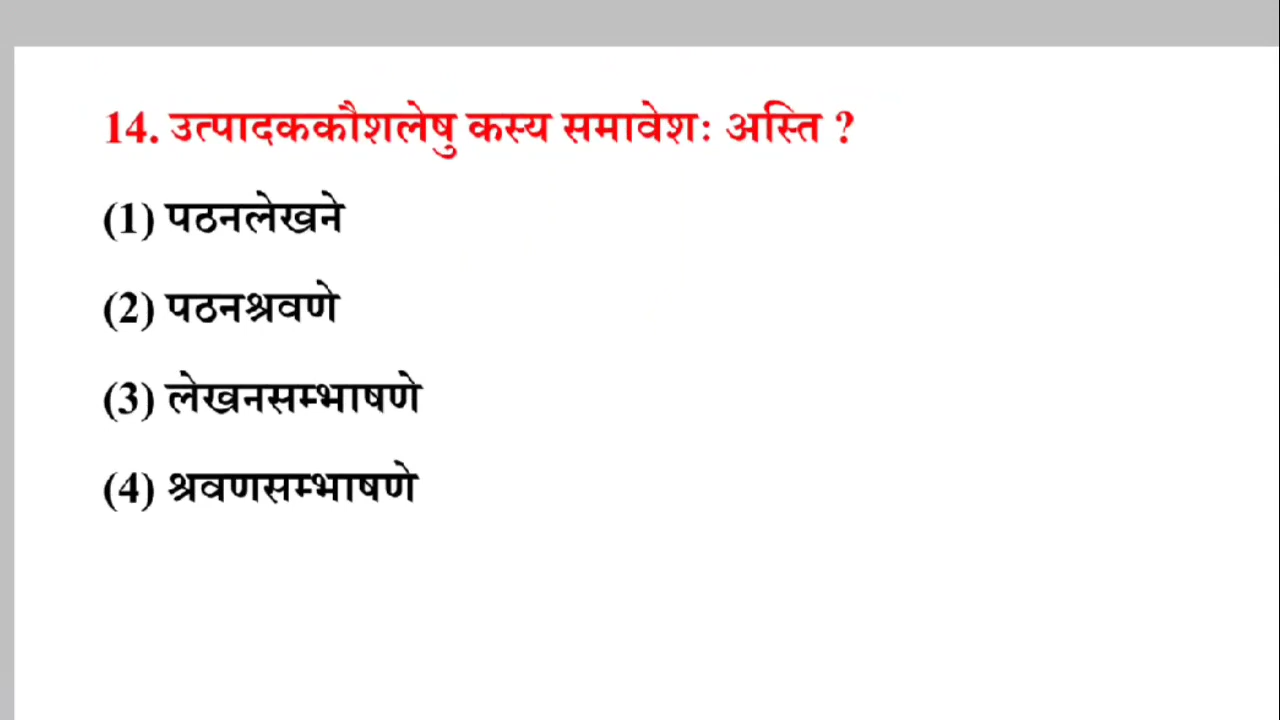 14. उत्पादककौशलेषु कस्य समावेशः अस्ति ?
(1) पठनलेखने
(2) पठनश्रवणे
(3) लेखनसम्भाषणे
(4) श्रवणसम्भाषणे